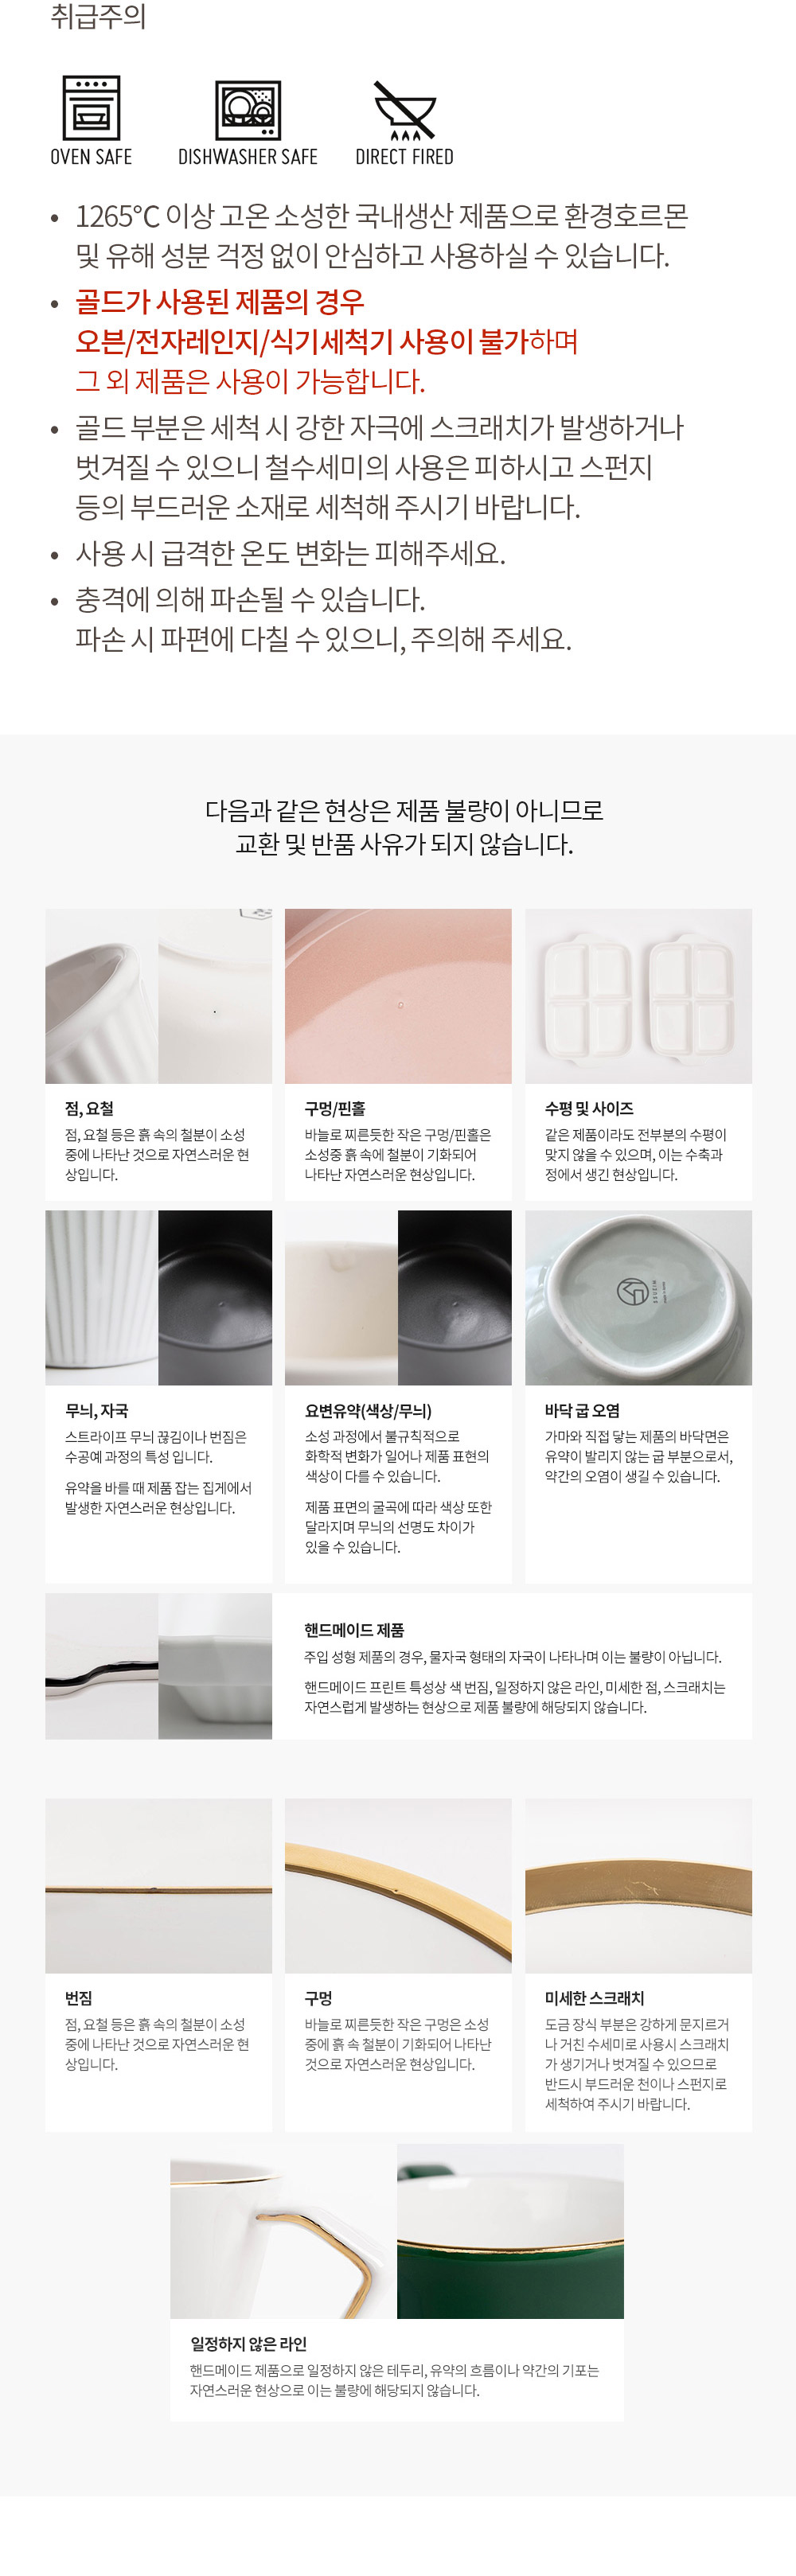 취급주의
OVEN SAFE
DISHWASHER SAFE
DIRECT FIRED
• 1265℃ 이상 고온 소성한 국내생산 제품으로 환경호르몬
및 유해 성분 걱정 없이 안심하고 사용하실 수 있습니다.
• 골드가 사용된 제품의 경우
오븐/전자레인지/식기세척기 사용이 불가하며
그 외 제품은 사용이 가능합니다.
• 골드 부분은 세척 시 강한 자극에 스크래치가 발생하거나
벗겨질 수 있으니 철수세미의 사용은 피하시고 스펀지
등의 부드러운 소재로 세척해 주시기 바랍니다.
• 사용 시 급격한 온도 변화는 피해주세요.
• 충격에 의해 파손될 수 있습니다.
파손 시 파편에 다칠 수 있으니, 주의해 주세요.
다음과 같은 현상은 제품 불량이 아니므로
교환 및 반품 사유가 되지 않습니다.
점, 요철
점, 요철 등은 흙 속의 철분이 소성
중에 나타난 것으로 자연스러운 현
상입니다.
구멍/핀홀
바늘로 찌른듯한 작은 구멍/핀홀은
소성중 흙 속에 철분이 기화되어
나타난 자연스러운 현상입니다.
수평 및 사이즈
같은 제품이라도 전부분의 수평이
맞지 않을 수 있으며, 이는 수축과
정에서 생긴 현상입니다.
무늬, 자국
스트라이프 무늬 끊김이나 번짐은
수공예 과정의 특성 입니다.
유약을 바를 때 제품 잡는 집게에서
발생한 자연스러운 현상입니다.
요변유약(색상/무늬)
소성 과정에서 불규칙적으로
화학적 변화가 일어나 제품 표현의
색상이 다를 수 있습니다.
제품 표면의 굴곡에 따라 색상 또한
달라지며 무늬의 선명도 차이가
있을 수 있습니다.
바닥 굽 오염
가마와 직접 닿는 제품의 바닥면은
유약이 발리지 않는 굽 부분으로서,
약간의 오염이 생길 수 있습니다.
핸드메이드 제품
주입 성형 제품의 경우, 물자국 형태의 자국이 나타나며 이는 불량이 아닙니다.
핸드메이드 프린트 특성상 색 번짐, 일정하지 않은 라인, 미세한 점, 스크래치는
자연스럽게 발생하는 현상으로 제품 불량에 해당되지 않습니다.
번짐
점, 요철 등은 흙 속의 철분이 소성
중에 나타난 것으로 자연스러운 현
상입니다.
구멍
바늘로 찌른듯한 작은 구멍은 소성
중에 흙 속 철분이 기화되어 나타난
것으로 자연스러운 현상입니다.
미세한 스크래치
도금 장식 부분은 강하게 문지르거
나 거친 수세미로 사용시 스크래치
가 생기거나 벗겨질 수 있으므로
반드시 부드러운 천이나 스펀지로
세척하여 주시기 바랍니다.
일정하지 않은 라인
핸드메이드 제품으로 일정하지 않은 테두리, 유약의 흐름이나 약간의 기포는
자연스러운 현상으로 이는 불량에 해당되지 않습니다.